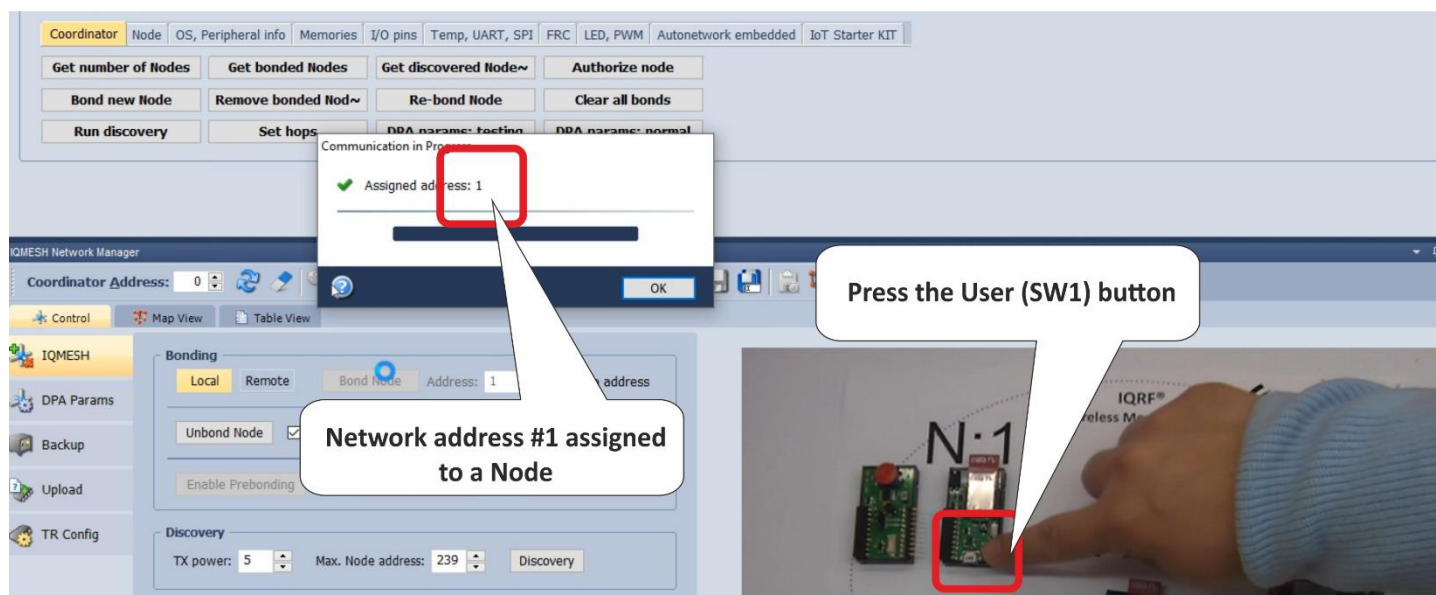 Coordinator Node OS, Peripheral info Memories I/O pins Temp, UART, SPI FRC LED, PWM Autonetwork embedded IoT Starter KIT
Get number of Nodes Get bonded Nodes Get discovered Node~ Authorize node
Bond new Node Remove bonded Nod~ Re-bond Node Clear all bonds
Run discovery Set hops DPA params: testing DPA params: normal
Communication in Progress
Assigned address: 1
OK
IQMESH Network Manager
Coordinator Address: 0
Press the User (SW1) button
Control Map View Table View
IQMESH
Bonding
Local Remote Bond Node Address: 1 address
DPA Params
Unbond Node
Network address #1 assigned
to a Node
Backup
Enable Prebonding
Upload
TR Config
Discovery
TX power: 5 Max. Node address: 239 Discovery
IQRF®
N:1